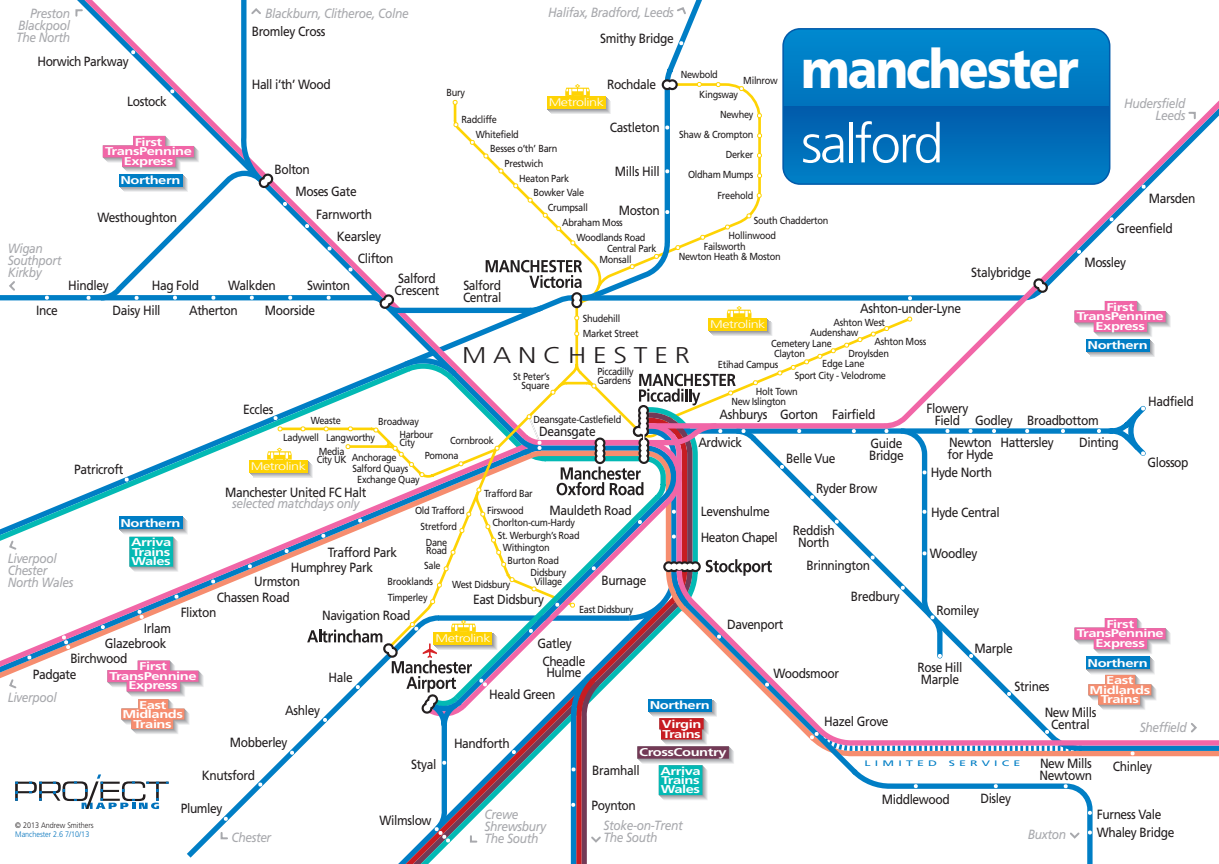 Preston
Blackpool
The North
Blackburn, Clitheroe, Colne
Halifax, Bradford, Leeds
Bromley Cross
Smithy Bridge
Horwich Parkway
manchester
salford
Hall i'th' Wood
Lostock
Rochdale
Newbold
Kingsway
Milnrow
Bury
Metrolink
Hudersfield
Leeds
Radcliffe
Whitefield
Besses o'th' Barn
Prestwich
Heaton Park
Bowker Vale
Crumpsall
Abraham Moss
Woodlands Road
Central Park
Monsall
Castleton
Mills Hill
Moston
Newhey
Shaw & Crompton
Derker
Oldham Mumps
Freehold
South Chadderton
Hollinwood
Failsworth
Newton Heath & Moston
First
TransPennine
Express
Northern
Bolton
Moses Gate
Farnworth
Kearsley
Clifton
Westhoughton
Marsden
Greenfield
Mossley
Stalybridge
Wigan
Southport
Kirkby
Hindley
Hag Fold
Walkden
Swinton
Ince
Daisy Hill
Atherton
Moorside
Salford
Crescent
Salford
Central
MANCHESTER
Victoria
Shudehill
Market Street
MANCHESTER
Metrolink
Ashton-under-Lyne
Ashton West
Audenshaw
Ashton Moss
Cemetery Lane
Droylsden
Clayton
Edge Lane
Etihad Campus
Sport City - Velodrome
Holt Town
New Islington
First
TransPennine
Express
Northern
St Peter's
Square
Piccadilly
Gardens
MANCHESTER
Piccadilly
Eccles
Weaste
Broadway
Ladywell
Langworthy
Harbour
City
Media
City UK
Anchorage
Salford Quays
Exchange Quay
Metrolink
Cornbrook
Pomona
Deansgate-Castlefield
Deansgate
Ashburys
Gorton
Fairfield
Ardwick
Guide
Bridge
Flowery
Field
Godley
Broadbottom
Hadfield
Newton
for Hyde
Hattersley
Dinting
Glossop
Patricroft
Manchester United FC Halt
selected matchdays only
Manchester
Oxford Road
Belle Vue
Hyde North
Ryder Brow
Hyde Central
Reddish
North
Woodley
Brinnington
Bredbury
Romiley
Northern
Arriva
Trains
Wales
Liverpool
Chester
North Wales
Trafford Bar
Old Trafford
Firswood
Stretford
Chorlton-cum-Hardy
Dane
Road
St. Werburgh's Road
Sale
Withington
Burton Road
Brooklands
West Didsbury
Didsbury
Village
Timperley
East Didsbury
East Didsbury
Mauldeth Road
Levenshulme
Heaton Chapel
Stockport
Burnage
Trafford Park
Humphrey Park
Urmston
Chassen Road
Flixton
Irlam
Glazebrook
Birchwood
Padgate
Liverpool
Navigation Road
Altrincham
Metrolink
Manchester
Airport
Gatley
Cheadle
Hulme
Heald Green
Davenport
Woodsmoor
Hazel Grove
Rose Hill
Marple
Marple
Strines
New Mills
Central
First
TransPennine
Express
Northern
East
Midlands
Trains
First
TransPennine
Express
East
Midlands
Trains
Sheffield
Hale
Ashley
Mobberley
Knutsford
Plumley
Chester
Styal
Handforth
Wilmslow
Northern
Virgin
Trains
CrossCountry
Arriva
Trains
Wales
Bramhall
Poynton
Crewe
Shrewsbury
The South
Stoke-on-Trent
The South
LIMITED SERVICE
New Mills
Newtown
Chinley
Middlewood
Disley
Furness Vale
Whaley Bridge
Buxton
PROJECT
MAPPING
© 2013 Andrew Smithers
Manchester 2.6 7/10/13